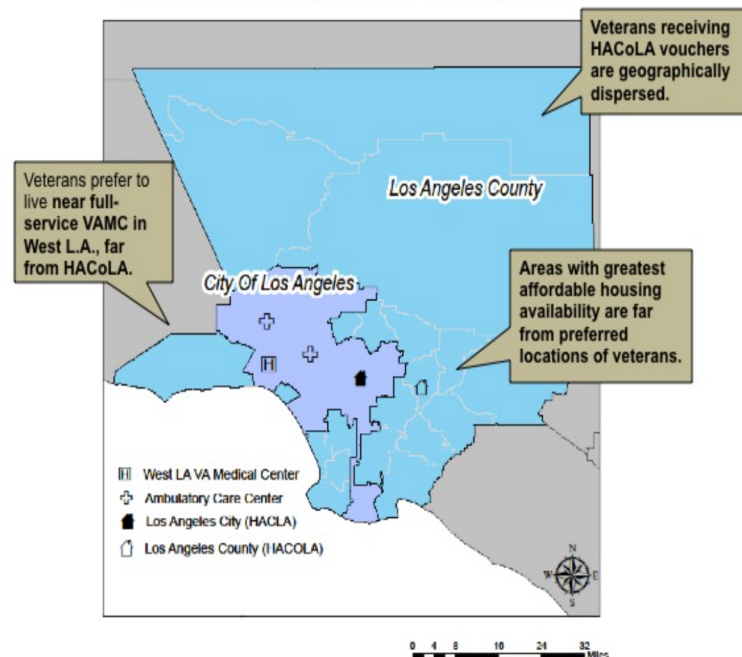 Veterans receiving
HACoLA vouchers
are geographically
dispersed.
Los Angeles County
Veterans prefer to
live near full-
service VAMC in
West L.A., far
from HACoLA.
City Of Los Angeles
Areas with greatest
affordable housing
availability are far
from preferred
locations of veterans.
H
H West LA VA Medical Center
Ambulatory Care Center
Los Angeles City (HACLA)
Los Angeles County (HACOLA)
N
W E
S
0 4 8 16 24 32
Miles